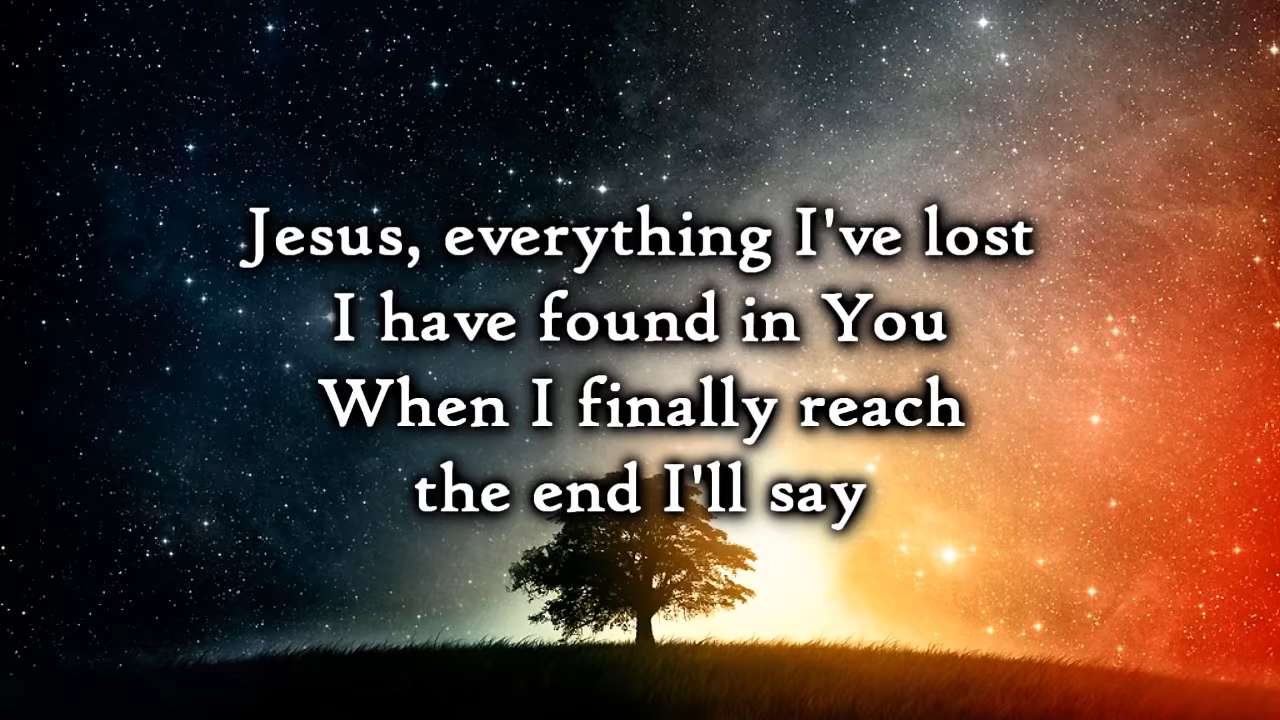 Jesus, everything I've lost
I have found in You
When I finally reach
the end I'll say